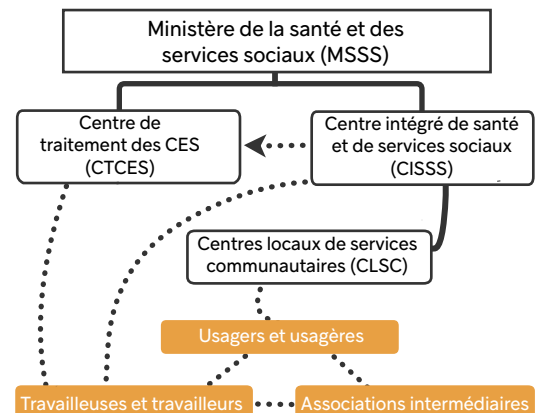 Ministère de la santé et des
services sociaux (MSSS)
Centre de
traitement des CES
(CTCES)
Centre intégré de santé
et de services sociaux
(CISSS)
Centres locaux de services
communautaires (CLSC)
Usagers et usagères
Travailleuses et travailleurs
Associations intermédiaires